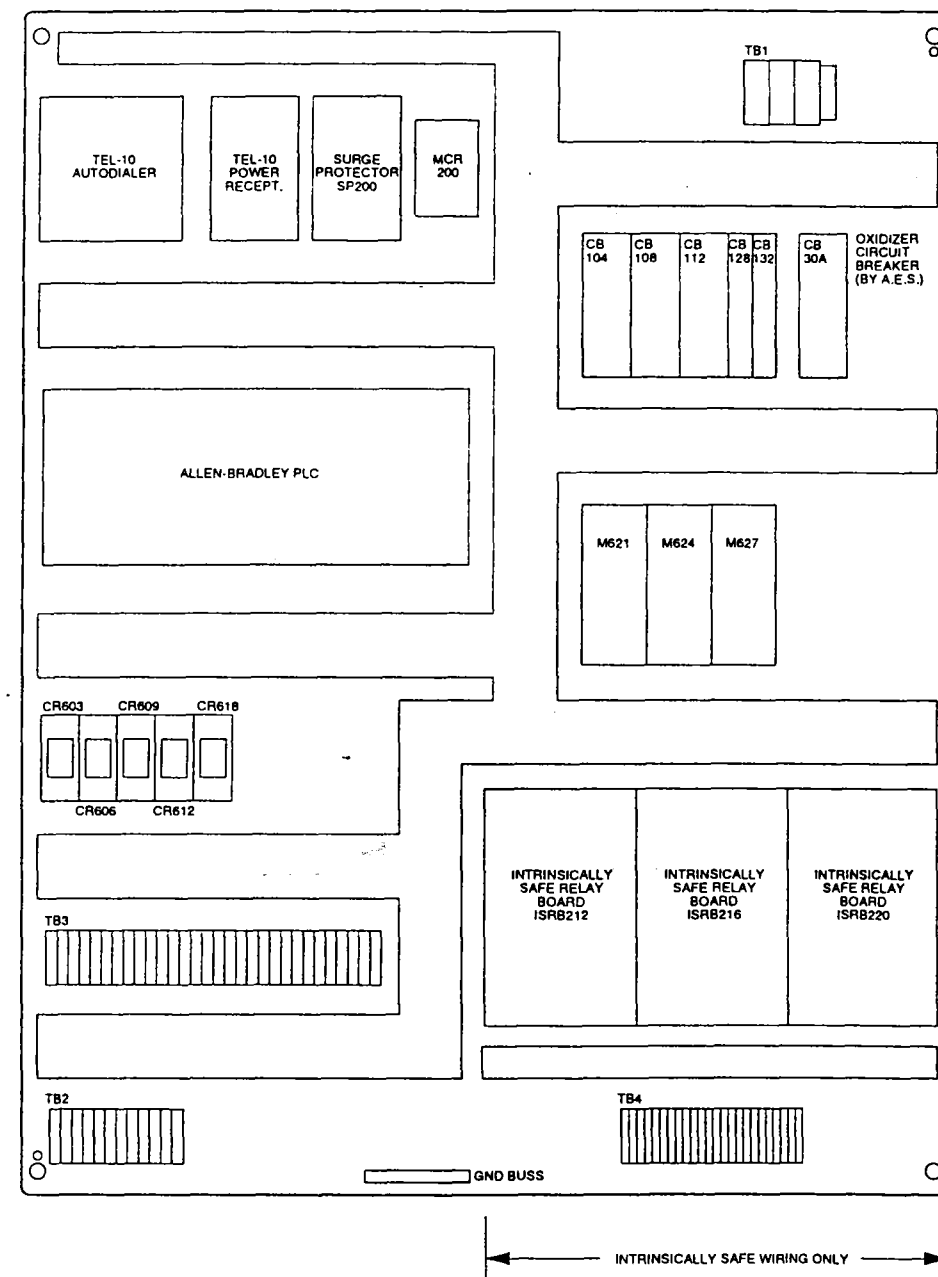 TB1
TEL-10
AUTODIALER
TEL-10
POWER
RECEPT.
SURGE
PROTECTOR
SP200
MCR
200
CB
104
CB
108
CB
112
CB
128
CB
132
CB
30A
OXIDIZER
CIRCUIT
BREAKER
(BY A.E.S.)
ALLEN-BRADLEY PLC
M621
M624
M627
CR603
CR609
CR618
CR606
CR612
INTRINSICALLY
SAFE RELAY
BOARD
ISRB212
INTRINSICALLY
SAFE RELAY
BOARD
ISRB216
INTRINSICALLY
SAFE RELAY
BOARD
ISRB220
TB3
TB2
TB4
GND BUSS
INTRINSICALLY SAFE WIRING ONLY